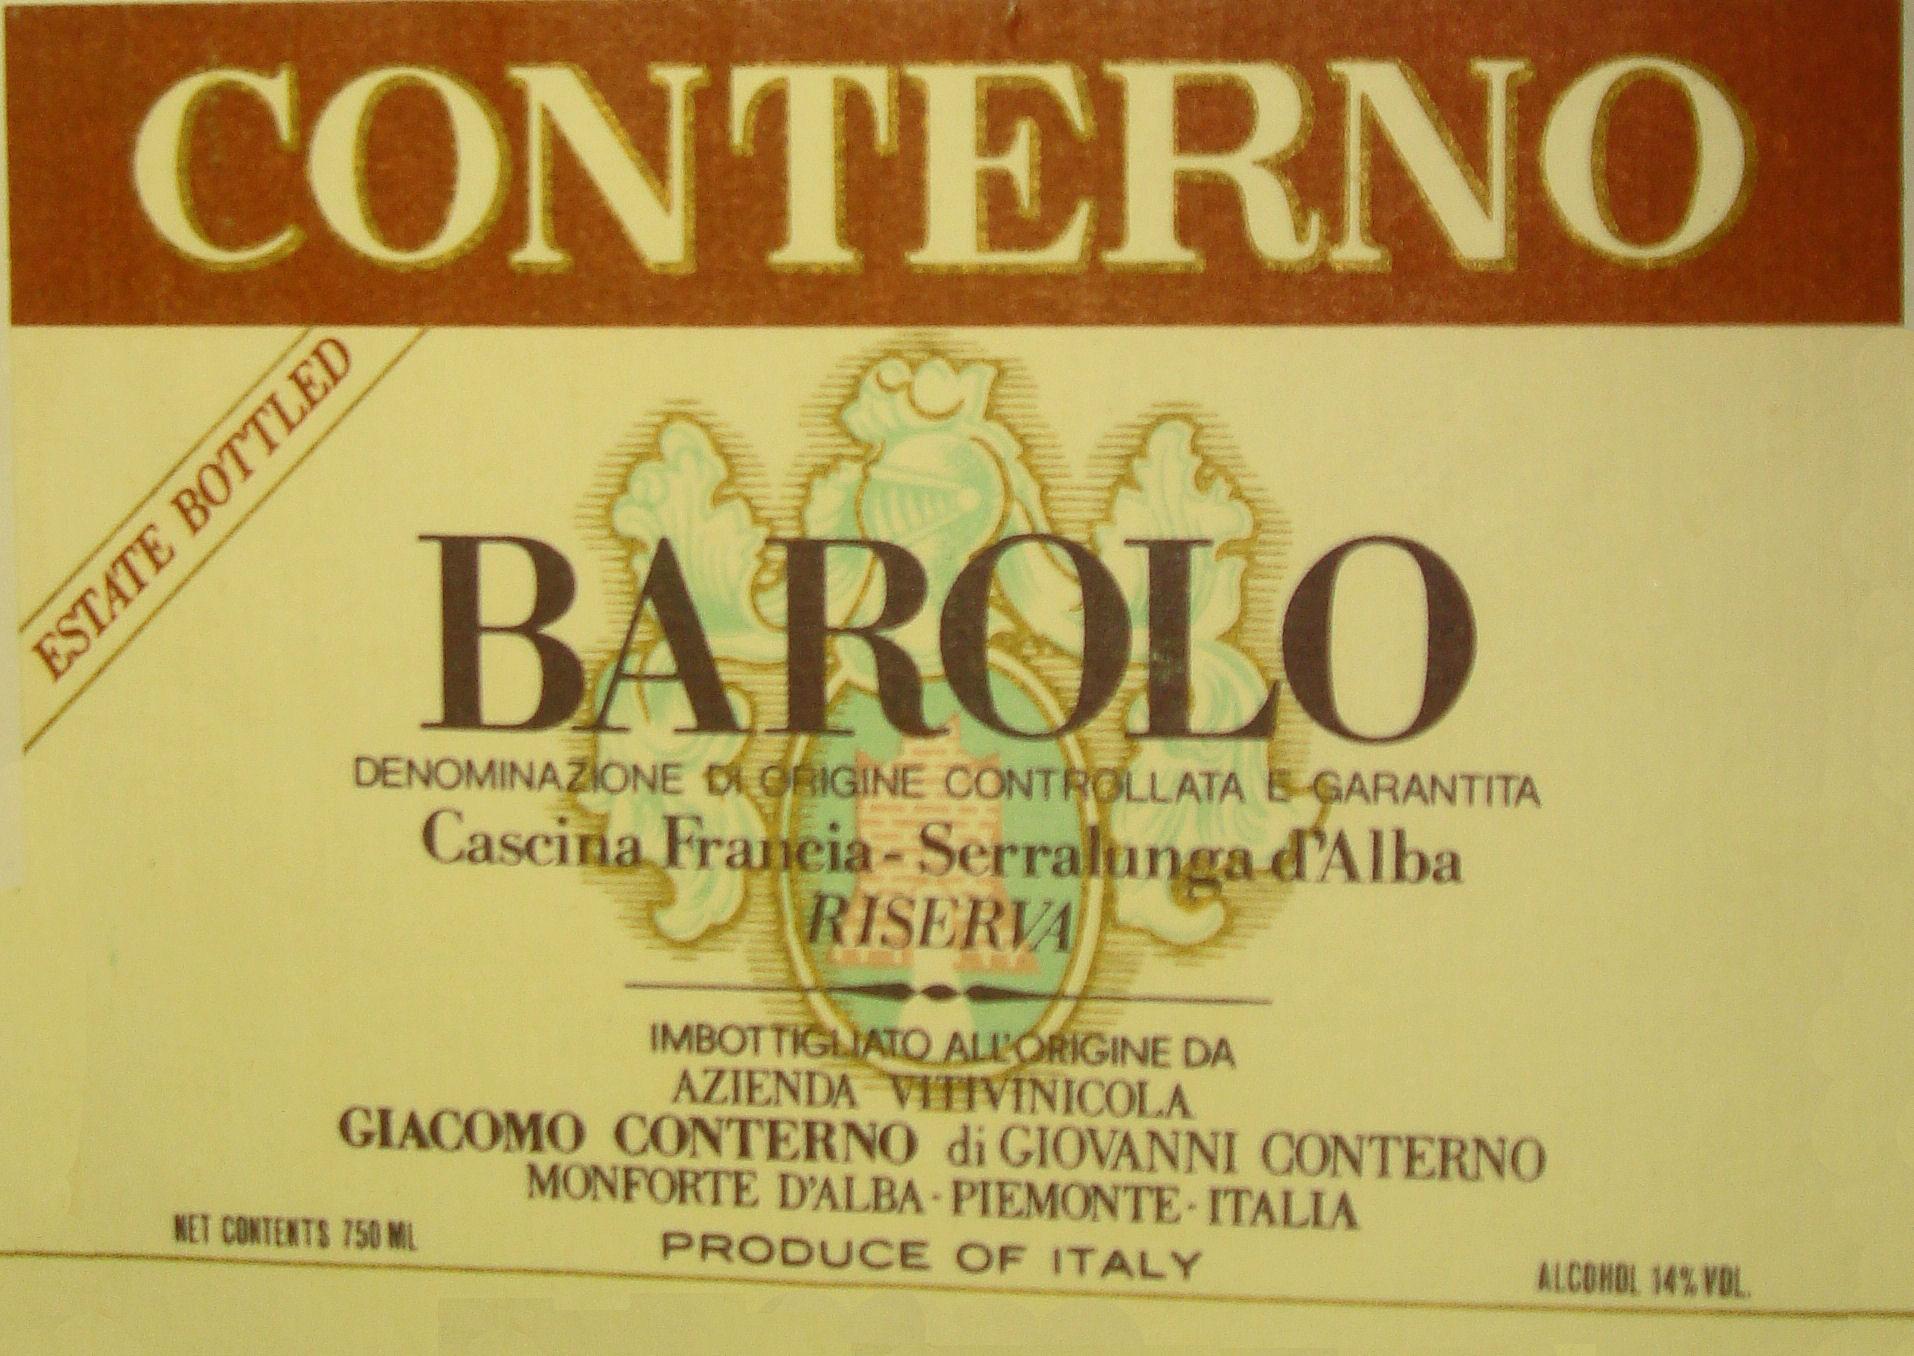 CONTERNO
ESTATE BOTTLED
BAROLO
DENOMINAZIONE DI ORIGINE CONTROLLATA E GARANTITA
Cascina Francia - Serralunga d'Alba
RISERVA
IMBOTTIGLIATO ALL'ORIGINE DA
AZIENDA VITIVINICOLA
GIACOMO CONTERNO di GIOVANNI CONTERNO
MONFORTE D'ALBA - PIEMONTE - ITALIA
NET CONTENTS 750 ML
PRODUCE OF ITALY
ALCOHOL 14% VOL.